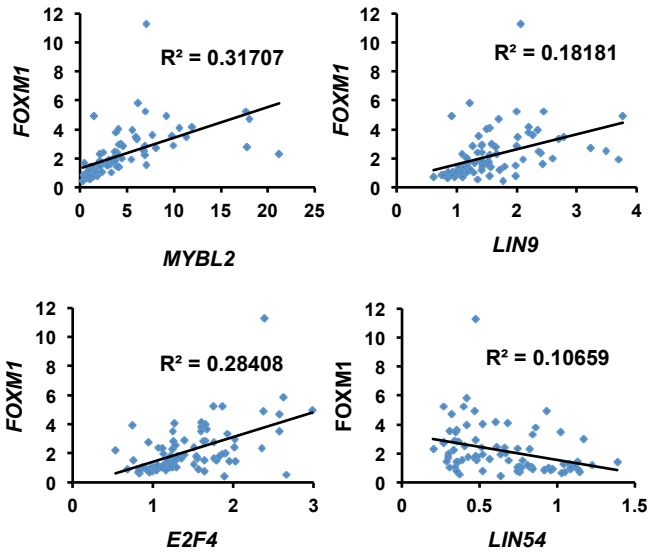 12
10
8
6
4
2
0
FOXM1
R² = 0.31707
0 5 10 15 20 25
MYBL2
12
10
8
6
4
2
0
FOXM1
R² = 0.18181
0 1 2 3 4
LIN9
12
10
8
6
4
2
0
FOXM1
R² = 0.28408
0 1 2 3
E2F4
12
10
8
6
4
2
0
FOXM1
R² = 0.10659
0 0.5 1 1.5
LIN54